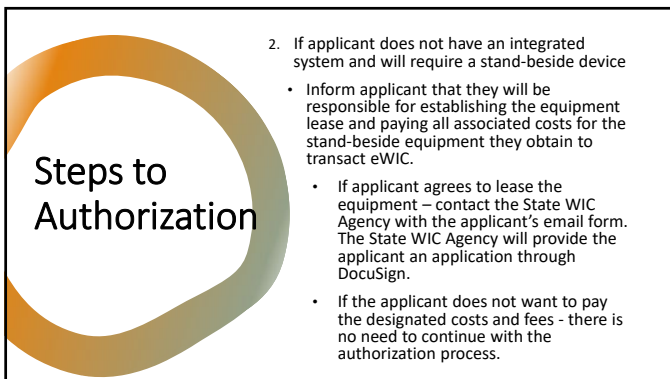 Steps to
Authorization
2. If applicant does not have an integrated
system and will require a stand-beside device
• Inform applicant that they will be
responsible for establishing the equipment
lease and paying all associated costs for the
stand-beside equipment they obtain to
transact eWIC.
• If applicant agrees to lease the
equipment – contact the State WIC
Agency with the applicant’s email form.
The State WIC Agency will provide the
applicant an application through
DocuSign.
• If the applicant does not want to pay
the designated costs and fees - there is
no need to continue with the
authorization process.